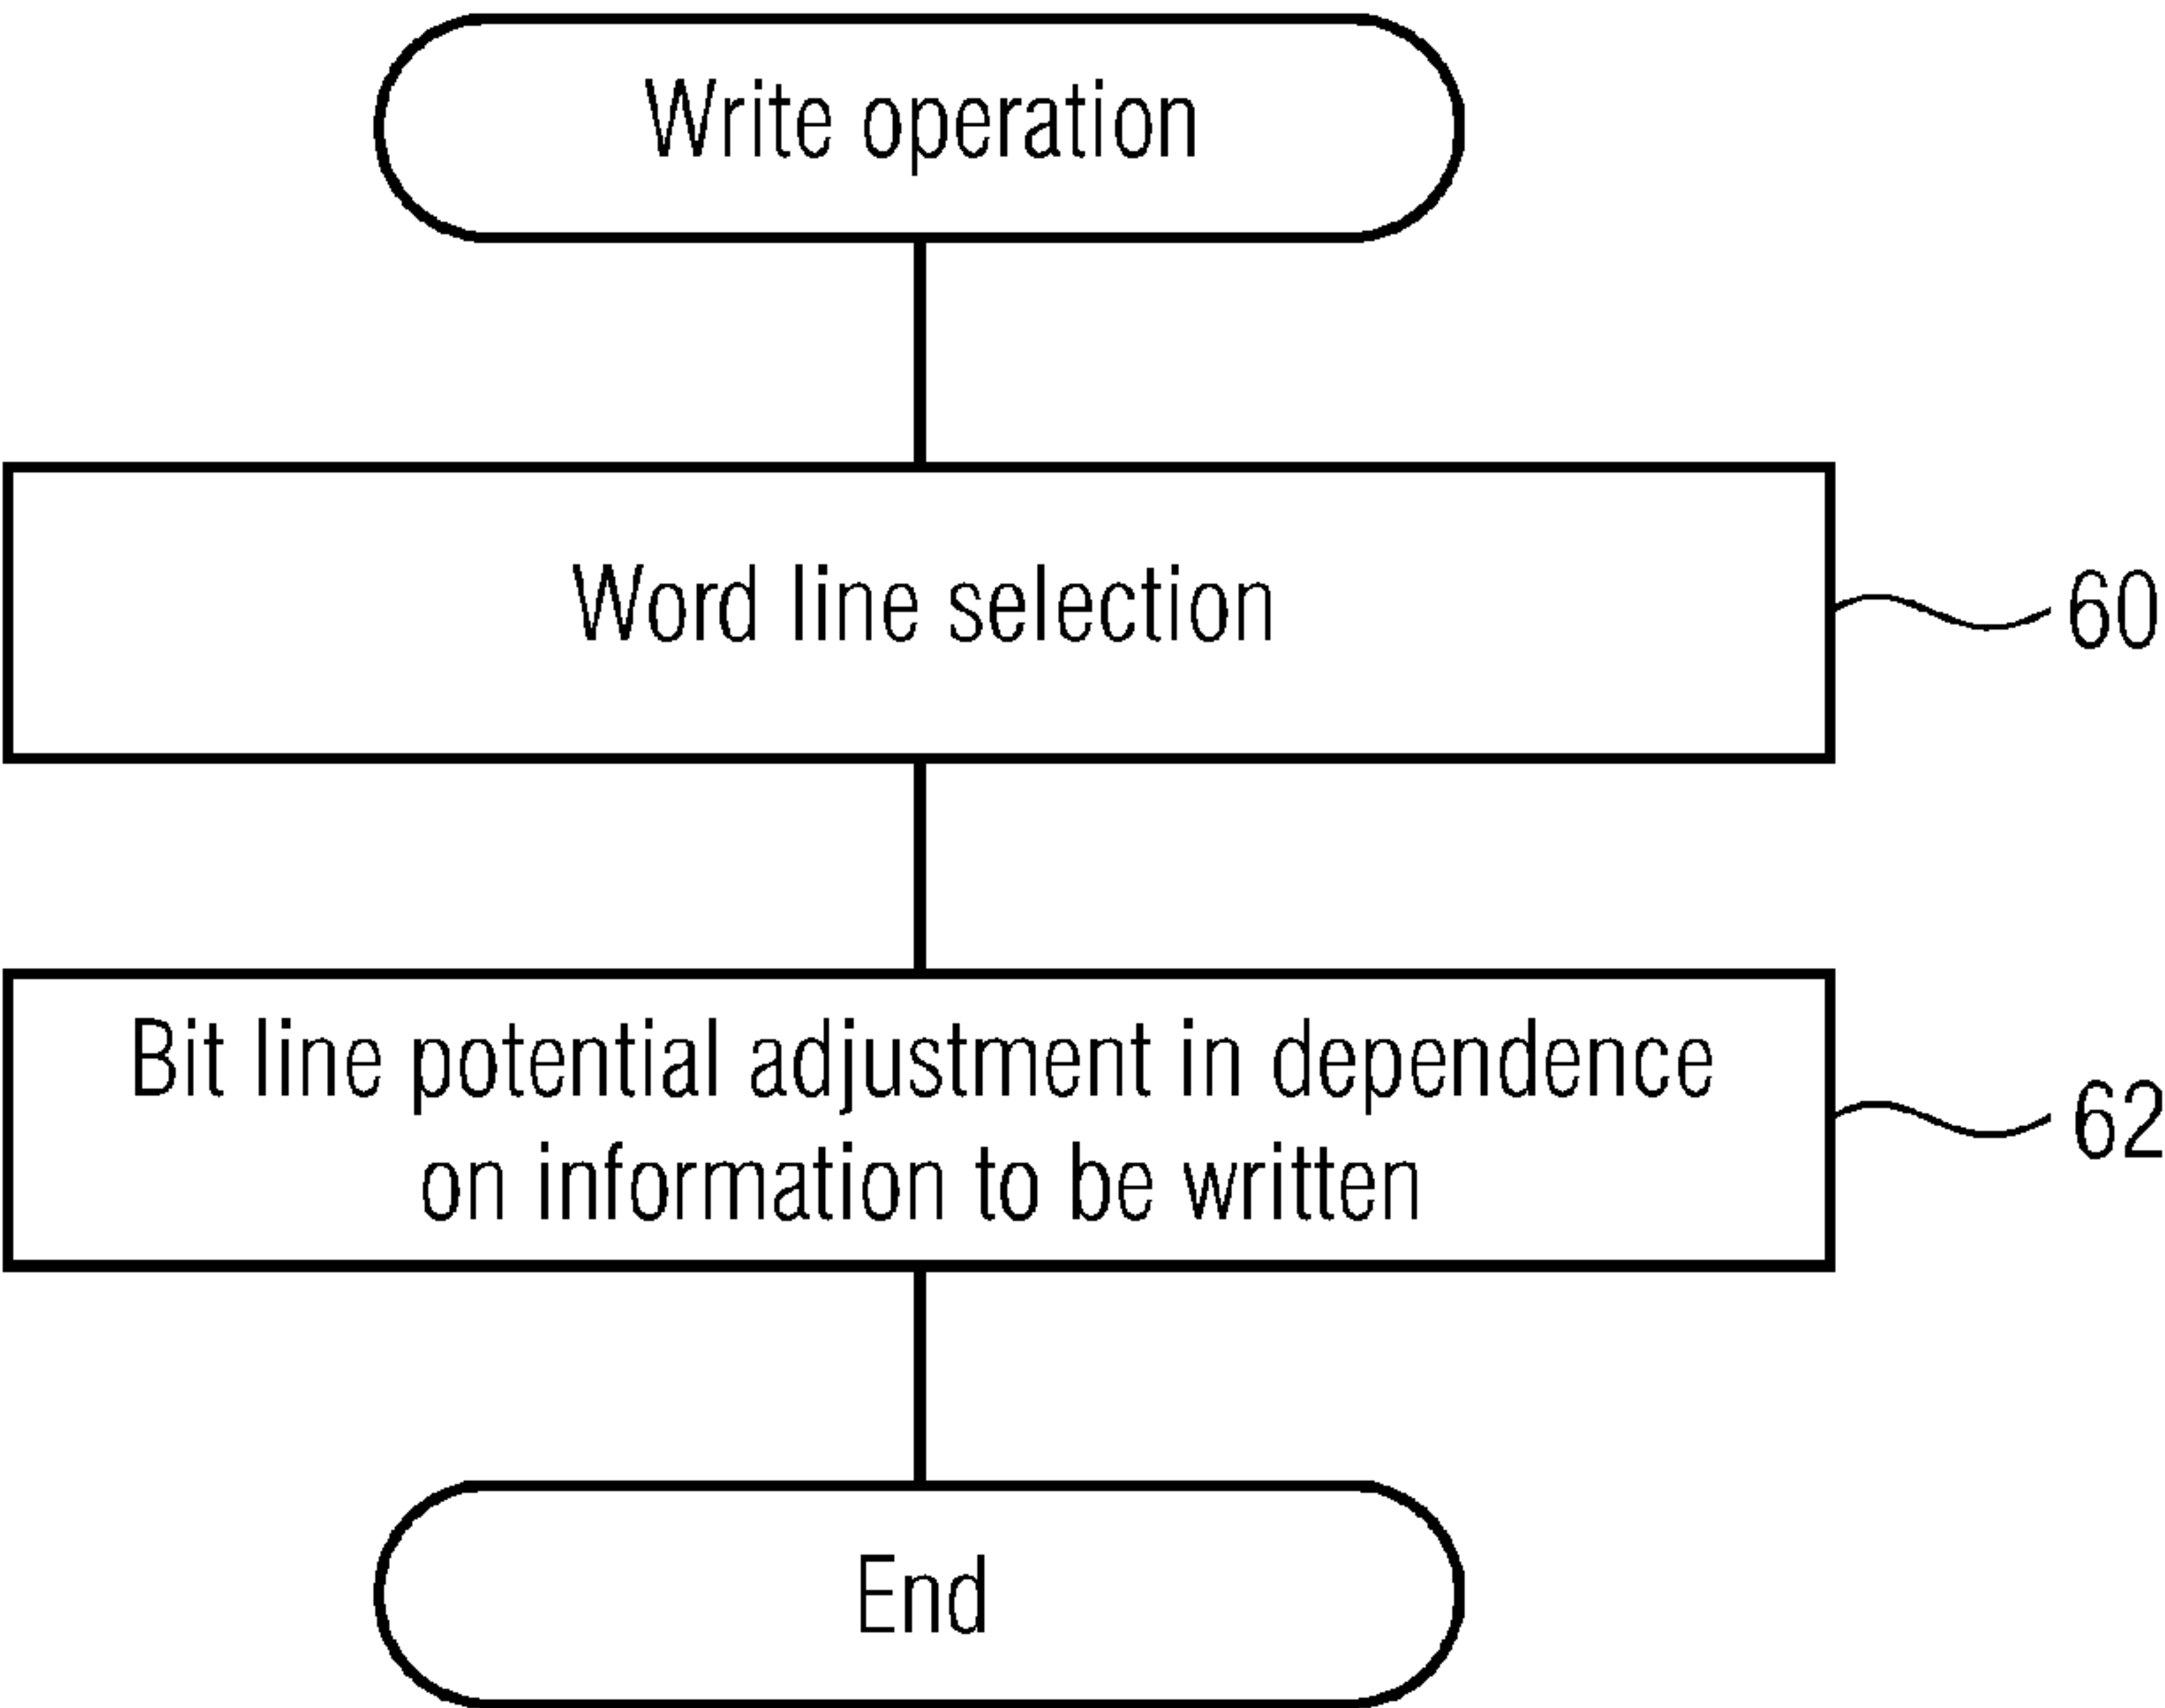 Write operation
Word line selection
60
Bit line potential adjustment in dependence
on information to be written
62
End